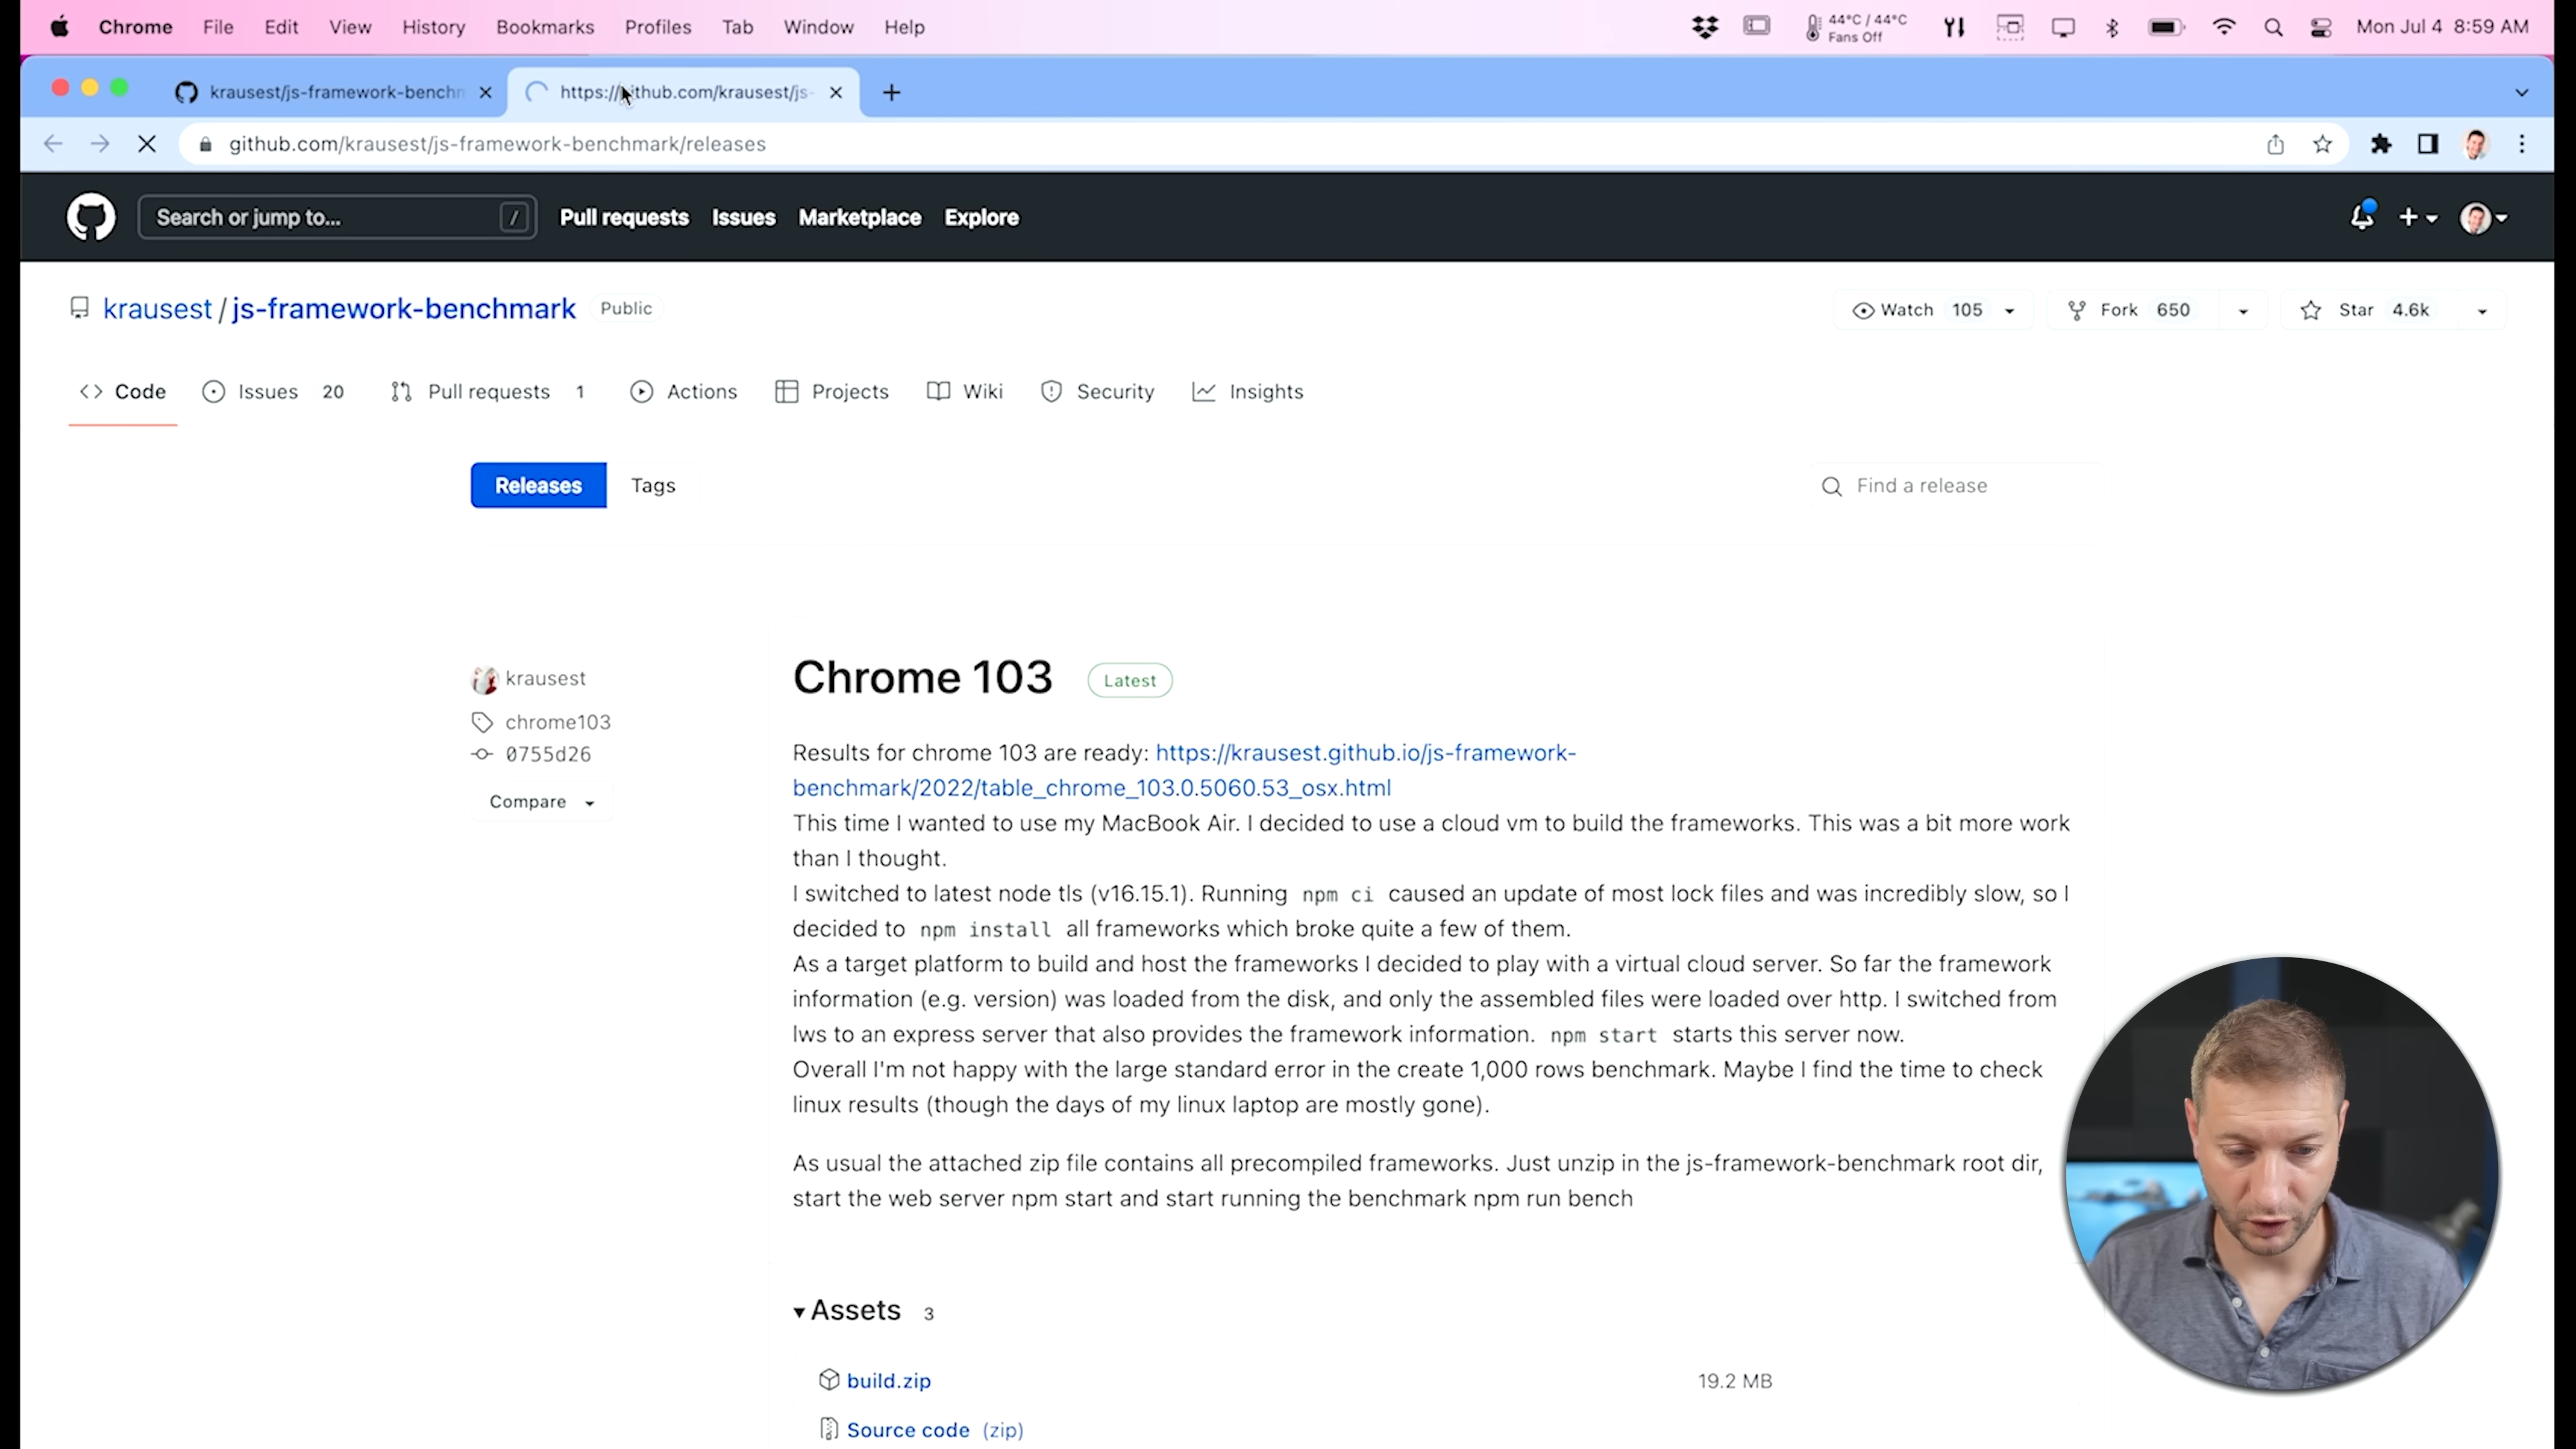 Chrome File Edit View History Bookmarks Profiles Tab Window Help
44°C / 44°C
Fans Off
Mon Jul 4 8:59 AM
krausest/js-framework-benchm
https://github.com/krausest/js-
github.com/krausest/js-framework-benchmark/releases
Search or jump to... / Pull requests Issues Marketplace Explore
krausest / js-framework-benchmark Public Watch 105 Fork 650 Star 4.6k
Code Issues 20 Pull requests 1 Actions Projects Wiki Security Insights
Releases Tags Find a release
krausest
chrome103
0755d26
Compare
Chrome 103 Latest
Results for chrome 103 are ready: https://krausest.github.io/js-framework-
benchmark/2022/table_chrome_103.0.5060.53_osx.html
This time I wanted to use my MacBook Air. I decided to use a cloud vm to build the frameworks. This was a bit more work
than I thought.
I switched to latest node tls (v16.15.1). Running npm ci caused an update of most lock files and was incredibly slow, so I
decided to npm install all frameworks which broke quite a few of them.
As a target platform to build and host the frameworks I decided to play with a virtual cloud server. So far the framework
information (e.g. version) was loaded from the disk, and only the assembled files were loaded over http. I switched from
lws to an express server that also provides the framework information. npm start starts this server now.
Overall I'm not happy with the large standard error in the create 1,000 rows benchmark. Maybe I find the time to check
linux results (though the days of my linux laptop are mostly gone).
As usual the attached zip file contains all precompiled frameworks. Just unzip in the js-framework-benchmark root dir,
start the web server npm start and start running the benchmark npm run bench
Assets 3
build.zip 19.2 MB
Source code (zip)